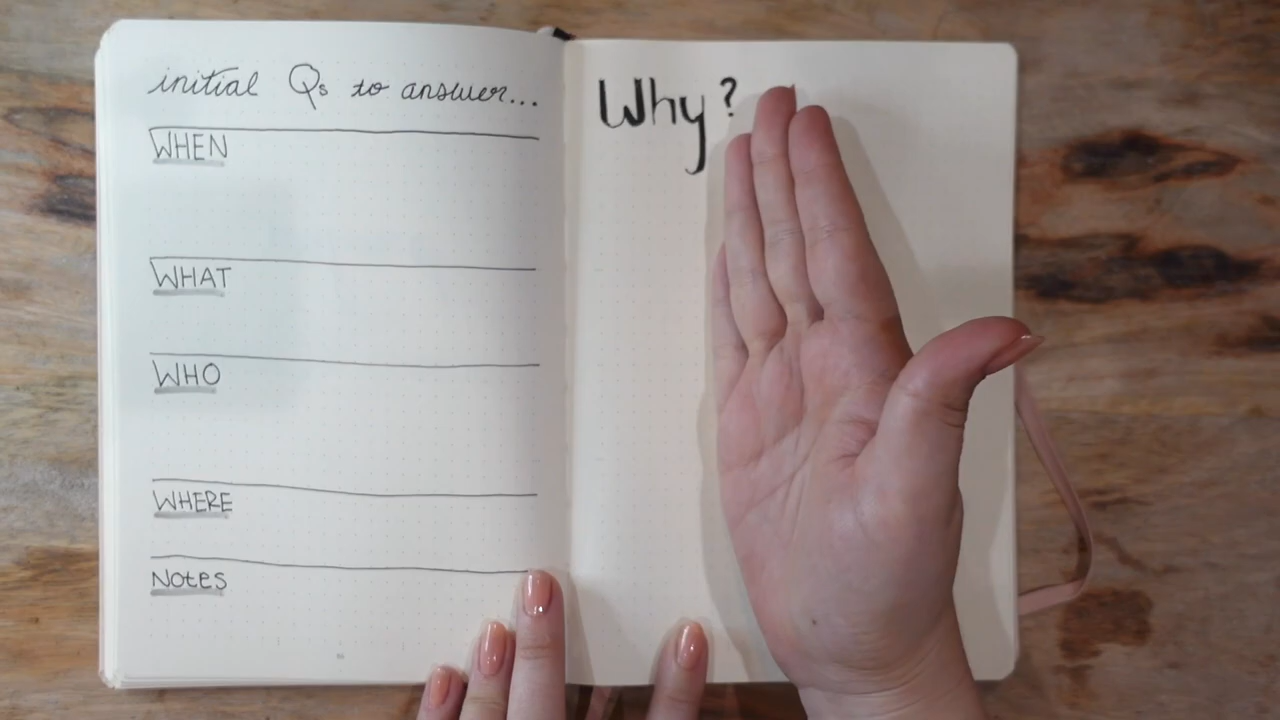 initial Qs to answer...
WHEN
WHAT
WHO
WHERE
Notes
Why?